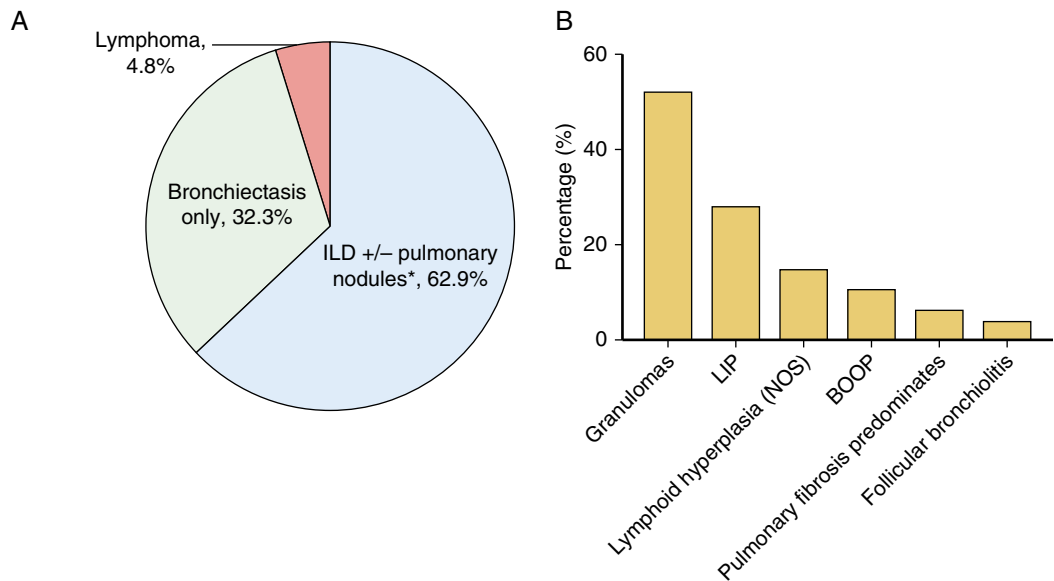 A
Lymphoma,
4.8%
Bronchiectasis
only, 32.3%
ILD +/– pulmonary
nodules*, 62.9%
B
Percentage (%)
60
40
20
0
Granulomas
LIP
Lymphoid hyperplasia (NOS)
BOOP
Pulmonary fibrosis predominates
Follicular bronchiolitis